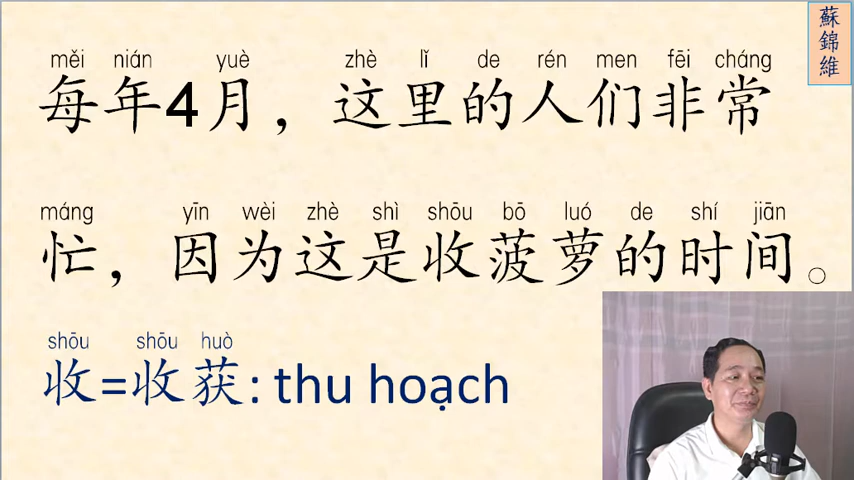 蘇錦維
měi nián yuè zhè lǐ de rén men fēi cháng
每年4月，这里的人们非常
máng yīn wèi zhè shì shōu bō luó de shí jiān
忙，因为这是收菠萝的时间。
shōu shōu huò
收=收获: thu hoạch